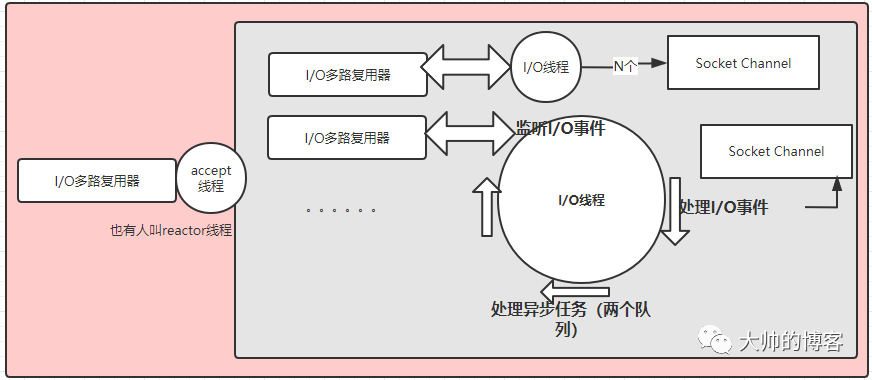 I/O多路复用器
I/O线程
N个
Socket Channel
I/O多路复用器
监听I/O事件
Socket Channel
I/O多路复用器
accept
线程
也有人叫reactor线程
。。。。。。
I/O线程
处理I/O事件
处理异步任务（两个队
列）
大帅的博客